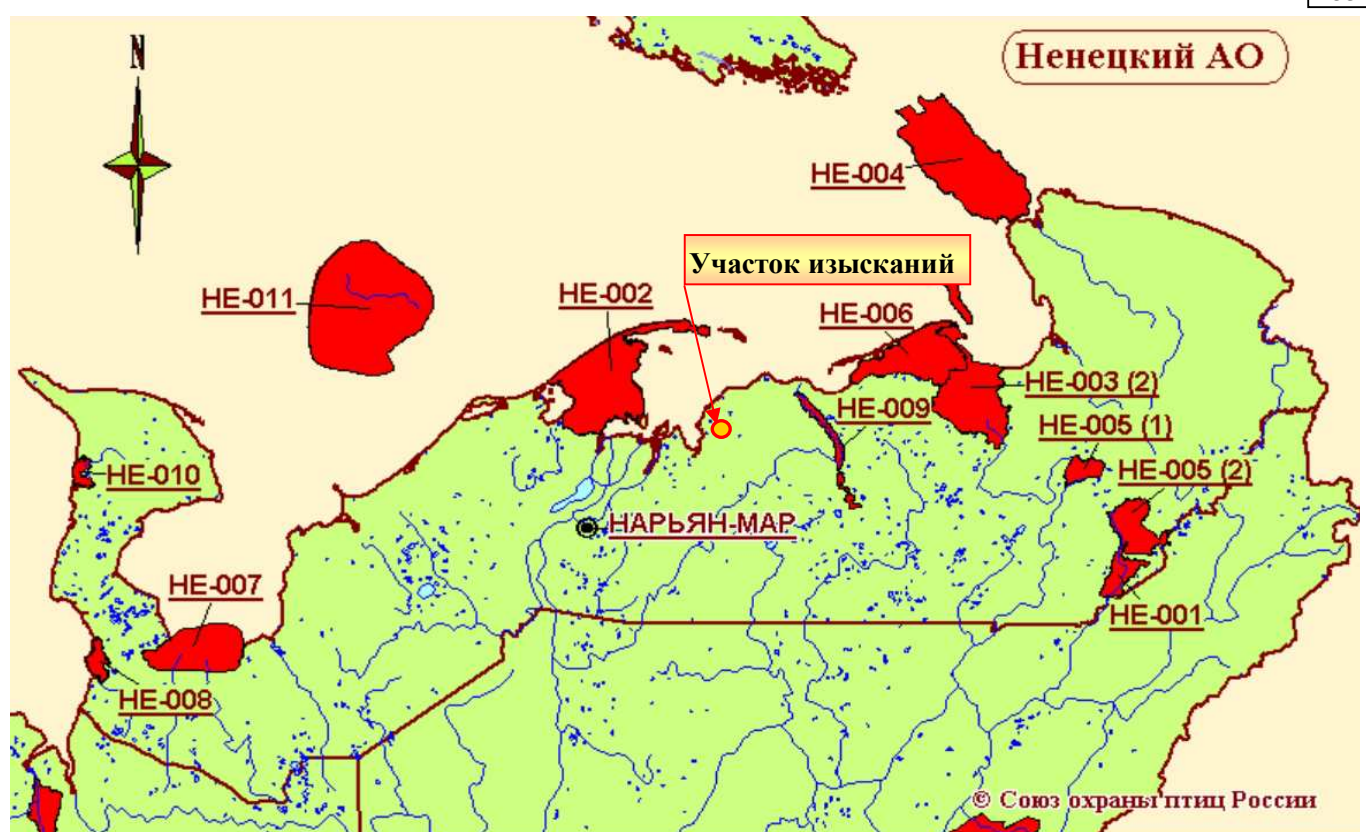 N
Ненецкий АО
НЕ-004
Участок изысканий
НЕ-011
НЕ-002
НЕ-006
НЕ-003 (2)
НЕ-009
НЕ-005 (1)
НЕ-010
НЕ-005 (2)
НАРЬЯН-МАР
НЕ-007
НЕ-001
НЕ-008
© Союз охраны птиц России